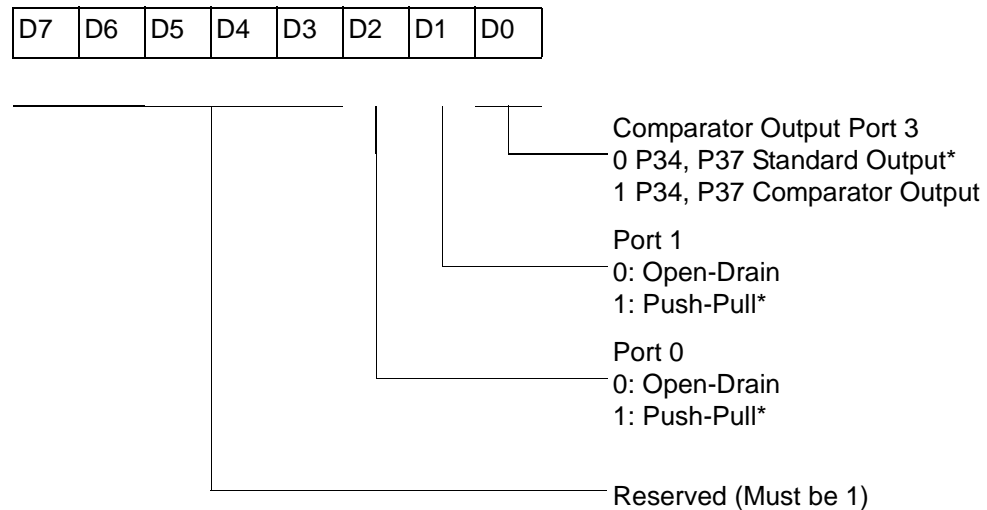 D7 D6 D5 D4 D3 D2 D1 D0
Comparator Output Port 3
0 P34, P37 Standard Output*
1 P34, P37 Comparator Output
Port 1
0: Open-Drain
1: Push-Pull*
Port 0
0: Open-Drain
1: Push-Pull*
Reserved (Must be 1)